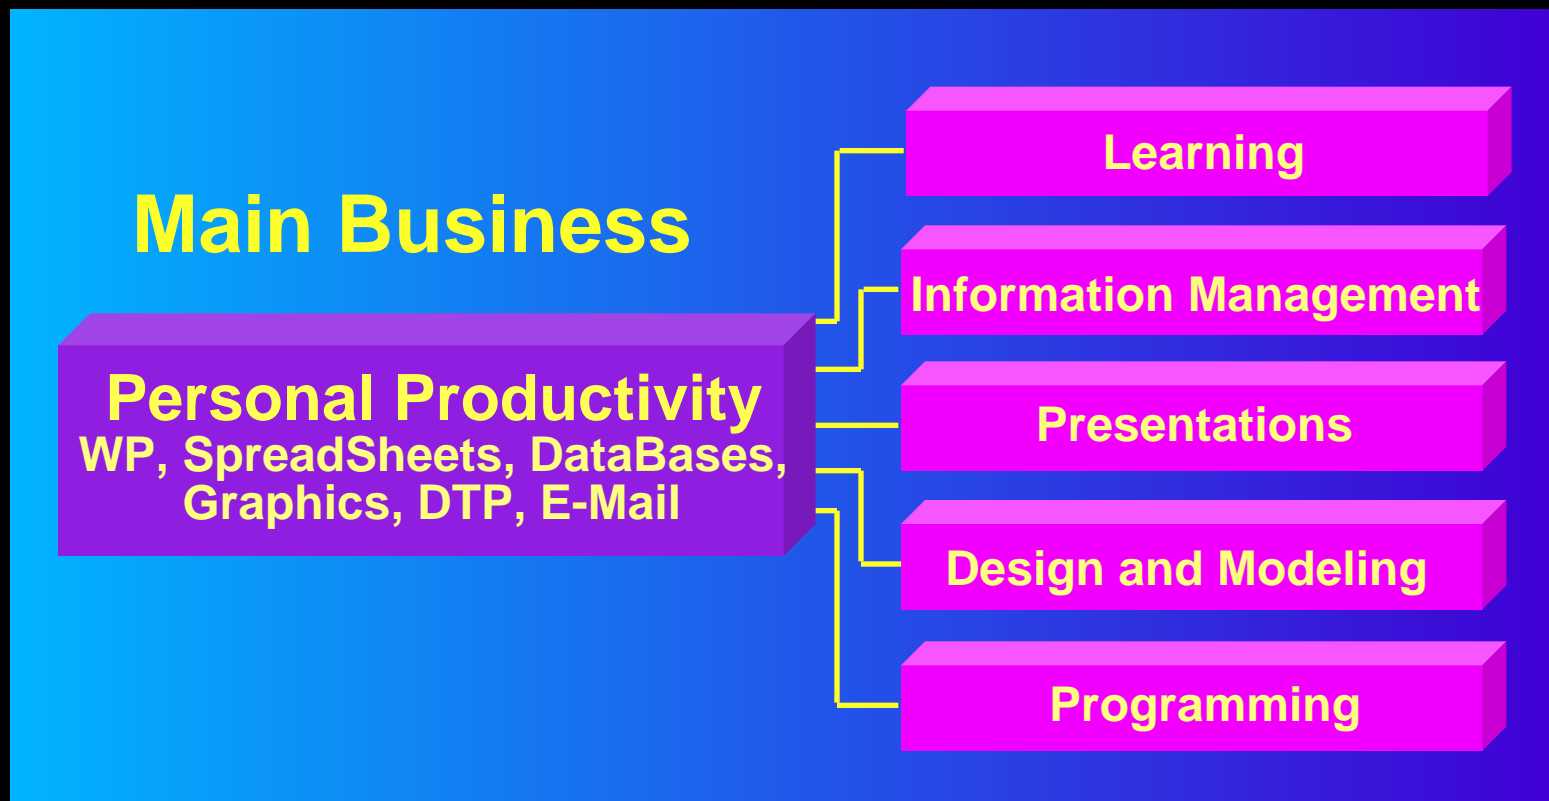 Main Business
Personal Productivity
WP, SpreadSheets, DataBases,
Graphics, DTP, E-Mail
Learning
Information Management
Presentations
Design and Modeling
Programming